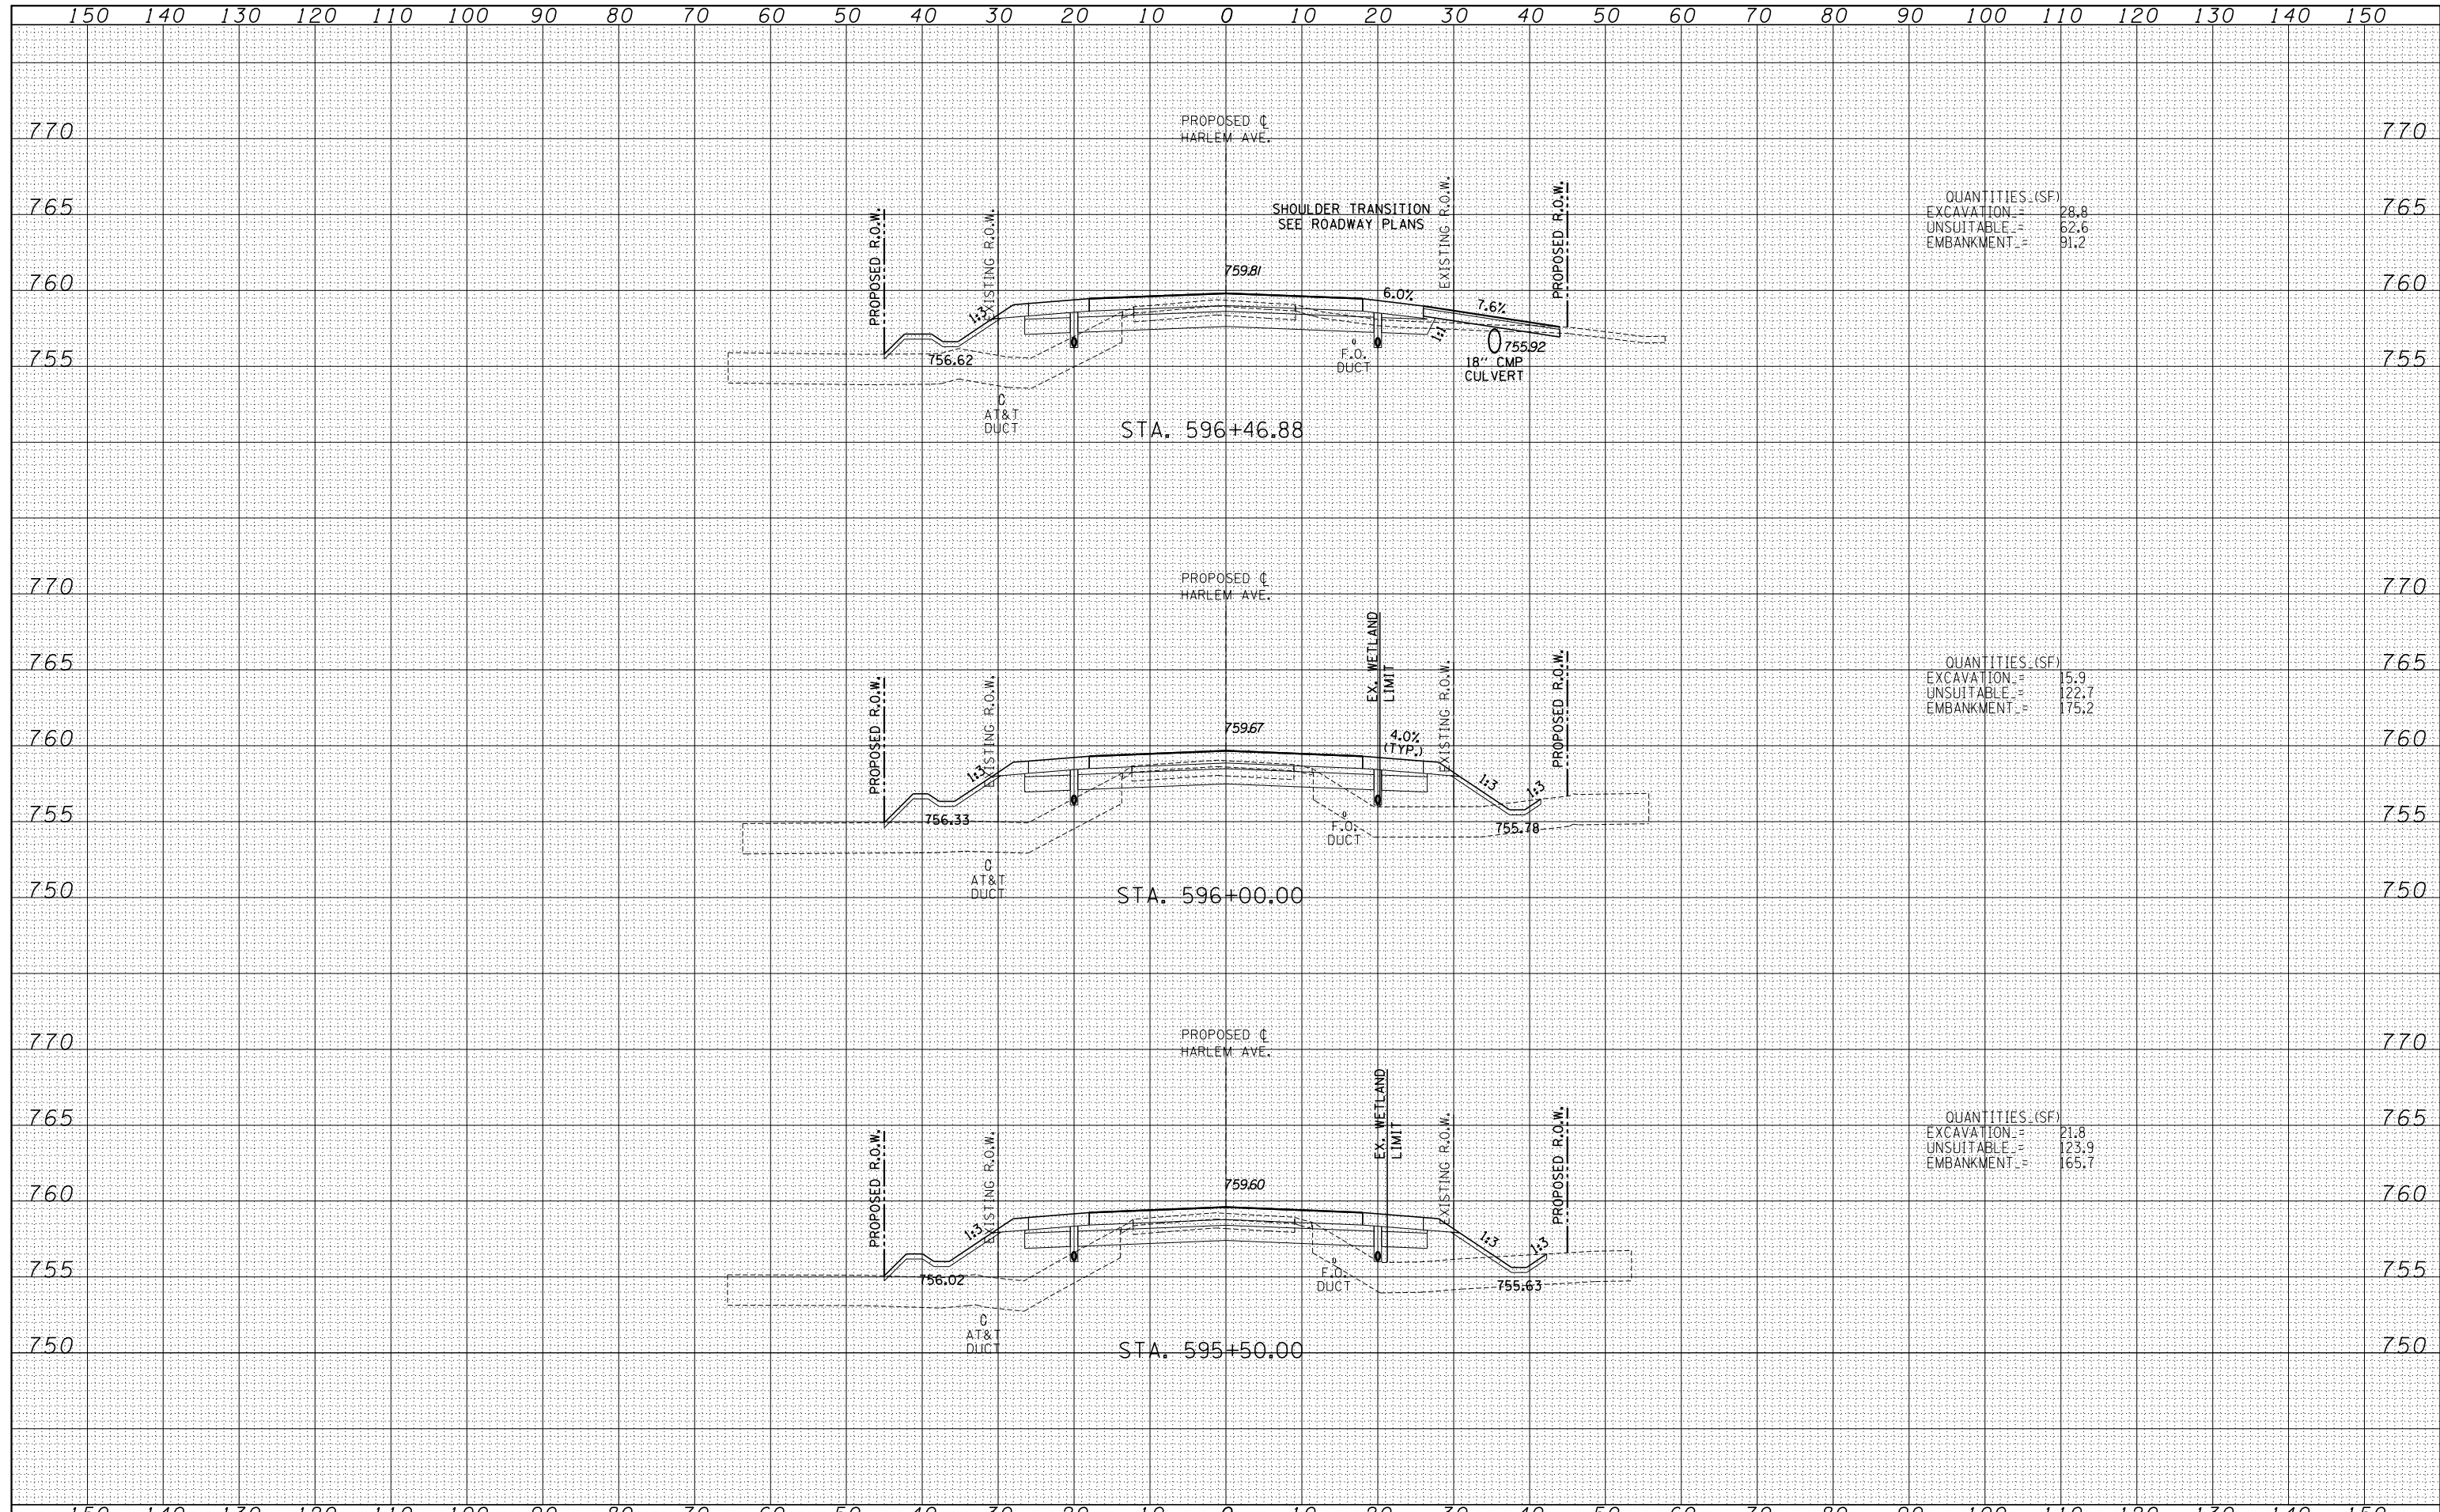 150 140 130 120 110 100 90 80 70 60 50 40 30 20 10 0 10 20 30 40 50 60 70 80 90 100 110 120 130 140 150
PROPOSED ℄
HARLEM AVE.
770 770
765 765
760 760
755 755
PROPOSED R.O.W.
EXISTING R.O.W.
SHOULDER TRANSITION
SEE ROADWAY PLANS
EXISTING R.O.W.
PROPOSED R.O.W.
QUANTITIES (SF)
EXCAVATION = 28.8
UNSUITABLE = 62.6
EMBANKMENT = 91.2
759.81
6.0%
7.6%
1:3
1:1
756.62
755.92
F.O.
DUCT
18" CMP
CULVERT
AT&T
DUCT
STA. 596+46.88
PROPOSED ℄
HARLEM AVE.
770 770
765 765
760 760
755 755
750 750
PROPOSED R.O.W.
EXISTING R.O.W.
EX. WETLAND
LIMIT
EXISTING R.O.W.
PROPOSED R.O.W.
QUANTITIES (SF)
EXCAVATION = 15.9
UNSUITABLE = 122.7
EMBANKMENT = 175.2
759.67
4.0%
(TYP.)
1:3
1:3
1:3
756.33
F.O.
DUCT
755.78
AT&T
DUCT
STA. 596+00.00
PROPOSED ℄
HARLEM AVE.
770 770
765 765
760 760
755 755
750 750
PROPOSED R.O.W.
EXISTING R.O.W.
EX. WETLAND
LIMIT
EXISTING R.O.W.
PROPOSED R.O.W.
QUANTITIES (SF)
EXCAVATION = 21.8
UNSUITABLE = 123.9
EMBANKMENT = 165.7
759.60
1:3
1:3
1:3
756.02
F.O.
DUCT
755.63
AT&T
DUCT
STA. 595+50.00
150 140 130 120 110 100 90 80 70 60 50 40 30 20 10 0 10 20 30 40 50 60 70 80 90 100 110 120 130 140 150